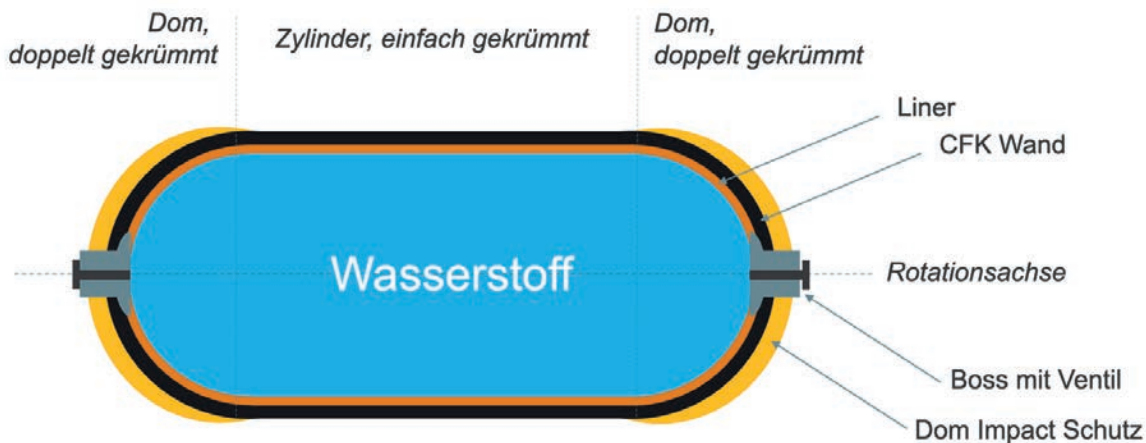 Dom,
doppelt gekrümmt
Zylinder, einfach gekrümmt
Dom,
doppelt gekrümmt
Liner
CFK Wand
Wasserstoff
Rotationsachse
Boss mit Ventil
Dom Impact Schutz